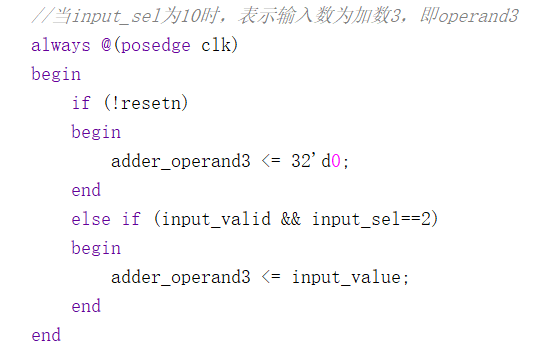 //当input_sel为10时，表示输入数为加数3，即operand3
always @(posedge clk)
begin
    if (!resetn)
    begin
        adder_operand3 <= 32'd0;
    end
    else if (input_valid && input_sel==2)
    begin
        adder_operand3 <= input_value;
    end
end